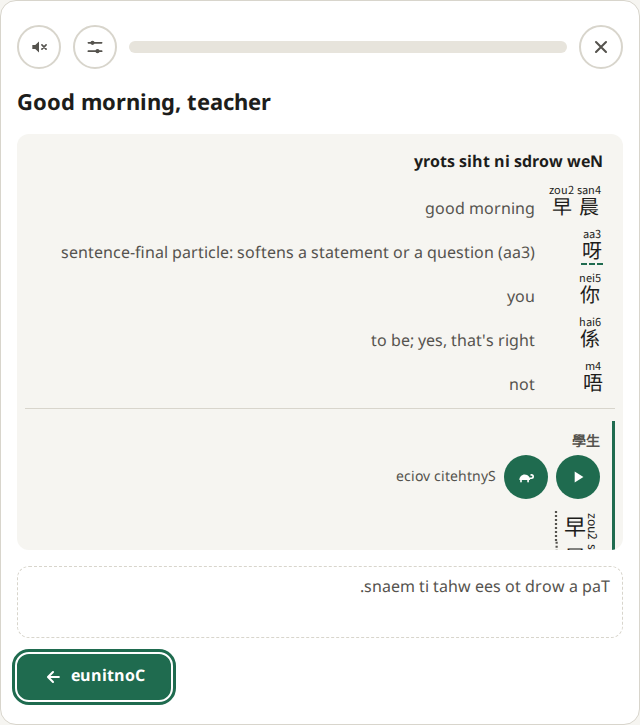 Good morning, teacher
yrots siht ni sdrow weN
zou2 san4
早晨
good morning
aa3
呀
sentence-final particle: softens a statement or a question (aa3)
nei5
你
you
hai6
係
to be; yes, that's right
m4
唔
not
學生
eciov citehtnyS
zou2
早
.snaem ti tahw ees ot drow a paT
← eunitnoC